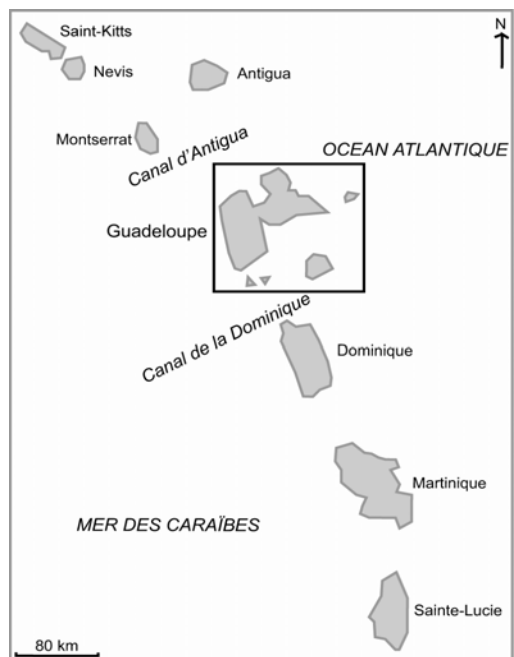 Saint-Kitts
N
Nevis
Antigua
Montserrat
Canal d'Antigua
OCEAN ATLANTIQUE
Guadeloupe
Canal de la Dominique
Dominique
Martinique
MER DES CARAÏBES
Sainte-Lucie
80 km